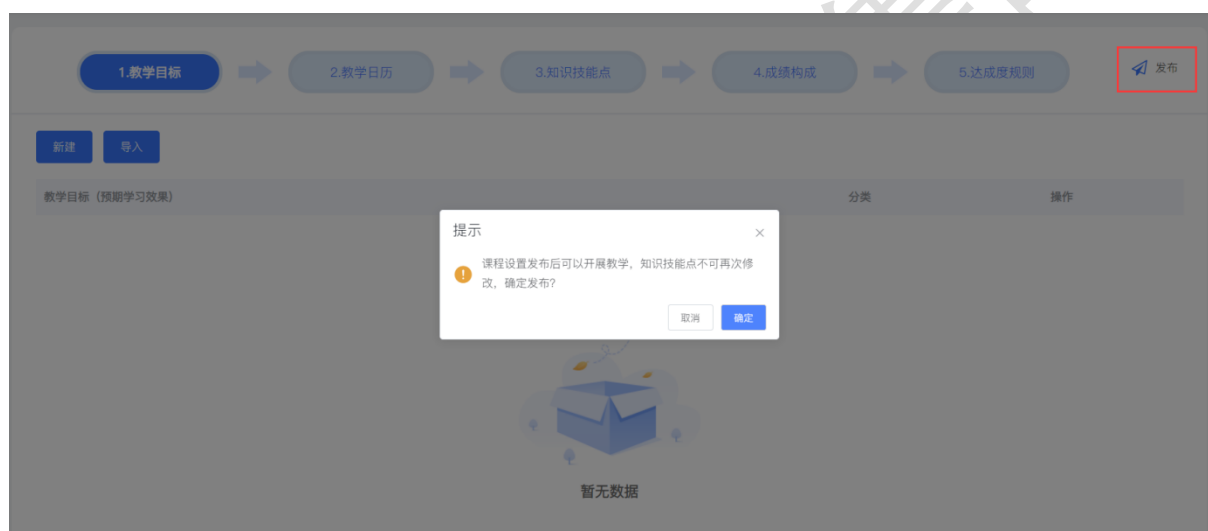 1.教学目标
2.教学日历
3.知识技能点
4.成绩构成
5.达成度规则
发布
新建
导入
教学目标（预期学习效果）
分类
操作
提示
课程设置发布后可以开展教学，知识技能点不可再次修
改，确定发布？
取消
确定
暂无数据